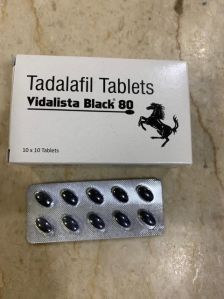 Tadalafil Tablets
Vidalista Black 80
10 x 10 Tablets